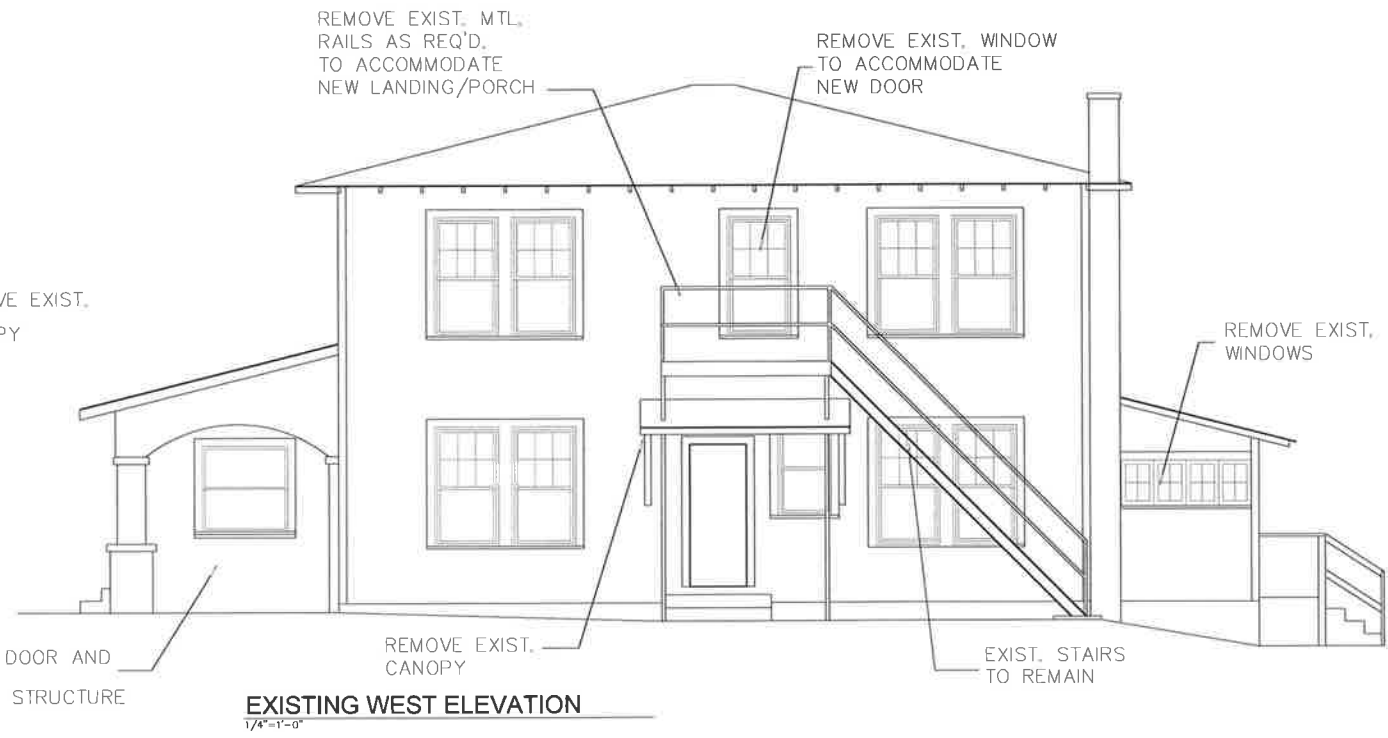 REMOVE EXIST. MTL.
RAILS AS REQ'D.
TO ACCOMMODATE
NEW LANDING/PORCH
REMOVE EXIST. WINDOW
TO ACCOMMODATE
NEW DOOR
VE EXIST.
PY
REMOVE EXIST.
WINDOWS
DOOR AND
STRUCTURE
REMOVE EXIST.
CANOPY
EXIST. STAIRS
TO REMAIN
EXISTING WEST ELEVATION
1/4"=1'-0"